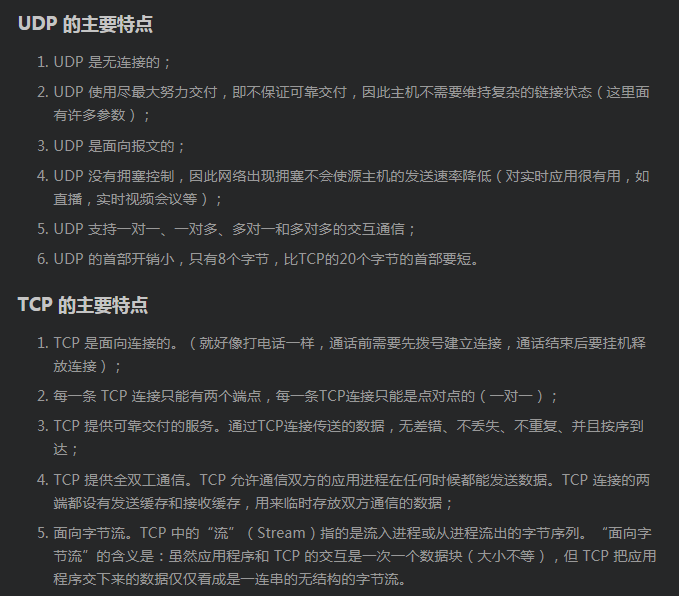 UDP 的主要特点
1. UDP 是无连接的；
2. UDP 使用尽最大努力交付，即不保证可靠交付，因此主机不需要维持复杂的链接状态（这里面
有许多参数）；
3. UDP 是面向报文的；
4. UDP 没有拥塞控制，因此网络出现拥塞不会使源主机的发送速率降低（对实时应用很有用，如
直播，实时视频会议等）；
5. UDP 支持一对一、一对多、多对一和多对多的交互通信；
6. UDP 的首部开销小，只有8个字节，比TCP的20个字节的首部要短。
TCP 的主要特点
1. TCP 是面向连接的。（就好像打电话一样，通话前需要先拨号建立连接，通话结束后要挂机释
放连接）；
2. 每一条 TCP 连接只能有两个端点，每一条TCP连接只能是点对点的（一对一）；
3. TCP 提供可靠交付的服务。通过TCP连接传送的数据，无差错、不丢失、不重复、并且按序到
达；
4. TCP 提供全双工通信。TCP 允许通信双方的应用进程在任何时候都能发送数据。TCP 连接的两
端都设有发送缓存和接收缓存，用来临时存放双方通信的数据；
5. 面向字节流。TCP 中的“流”（Stream）指的是流入进程或从进程流出的字节序列。“面向字
节流”的含义是：虽然应用程序和 TCP 的交互是一次一个数据块（大小不等），但 TCP 把应用
程序交下来的数据仅仅看成是一连串的无结构的字节流。